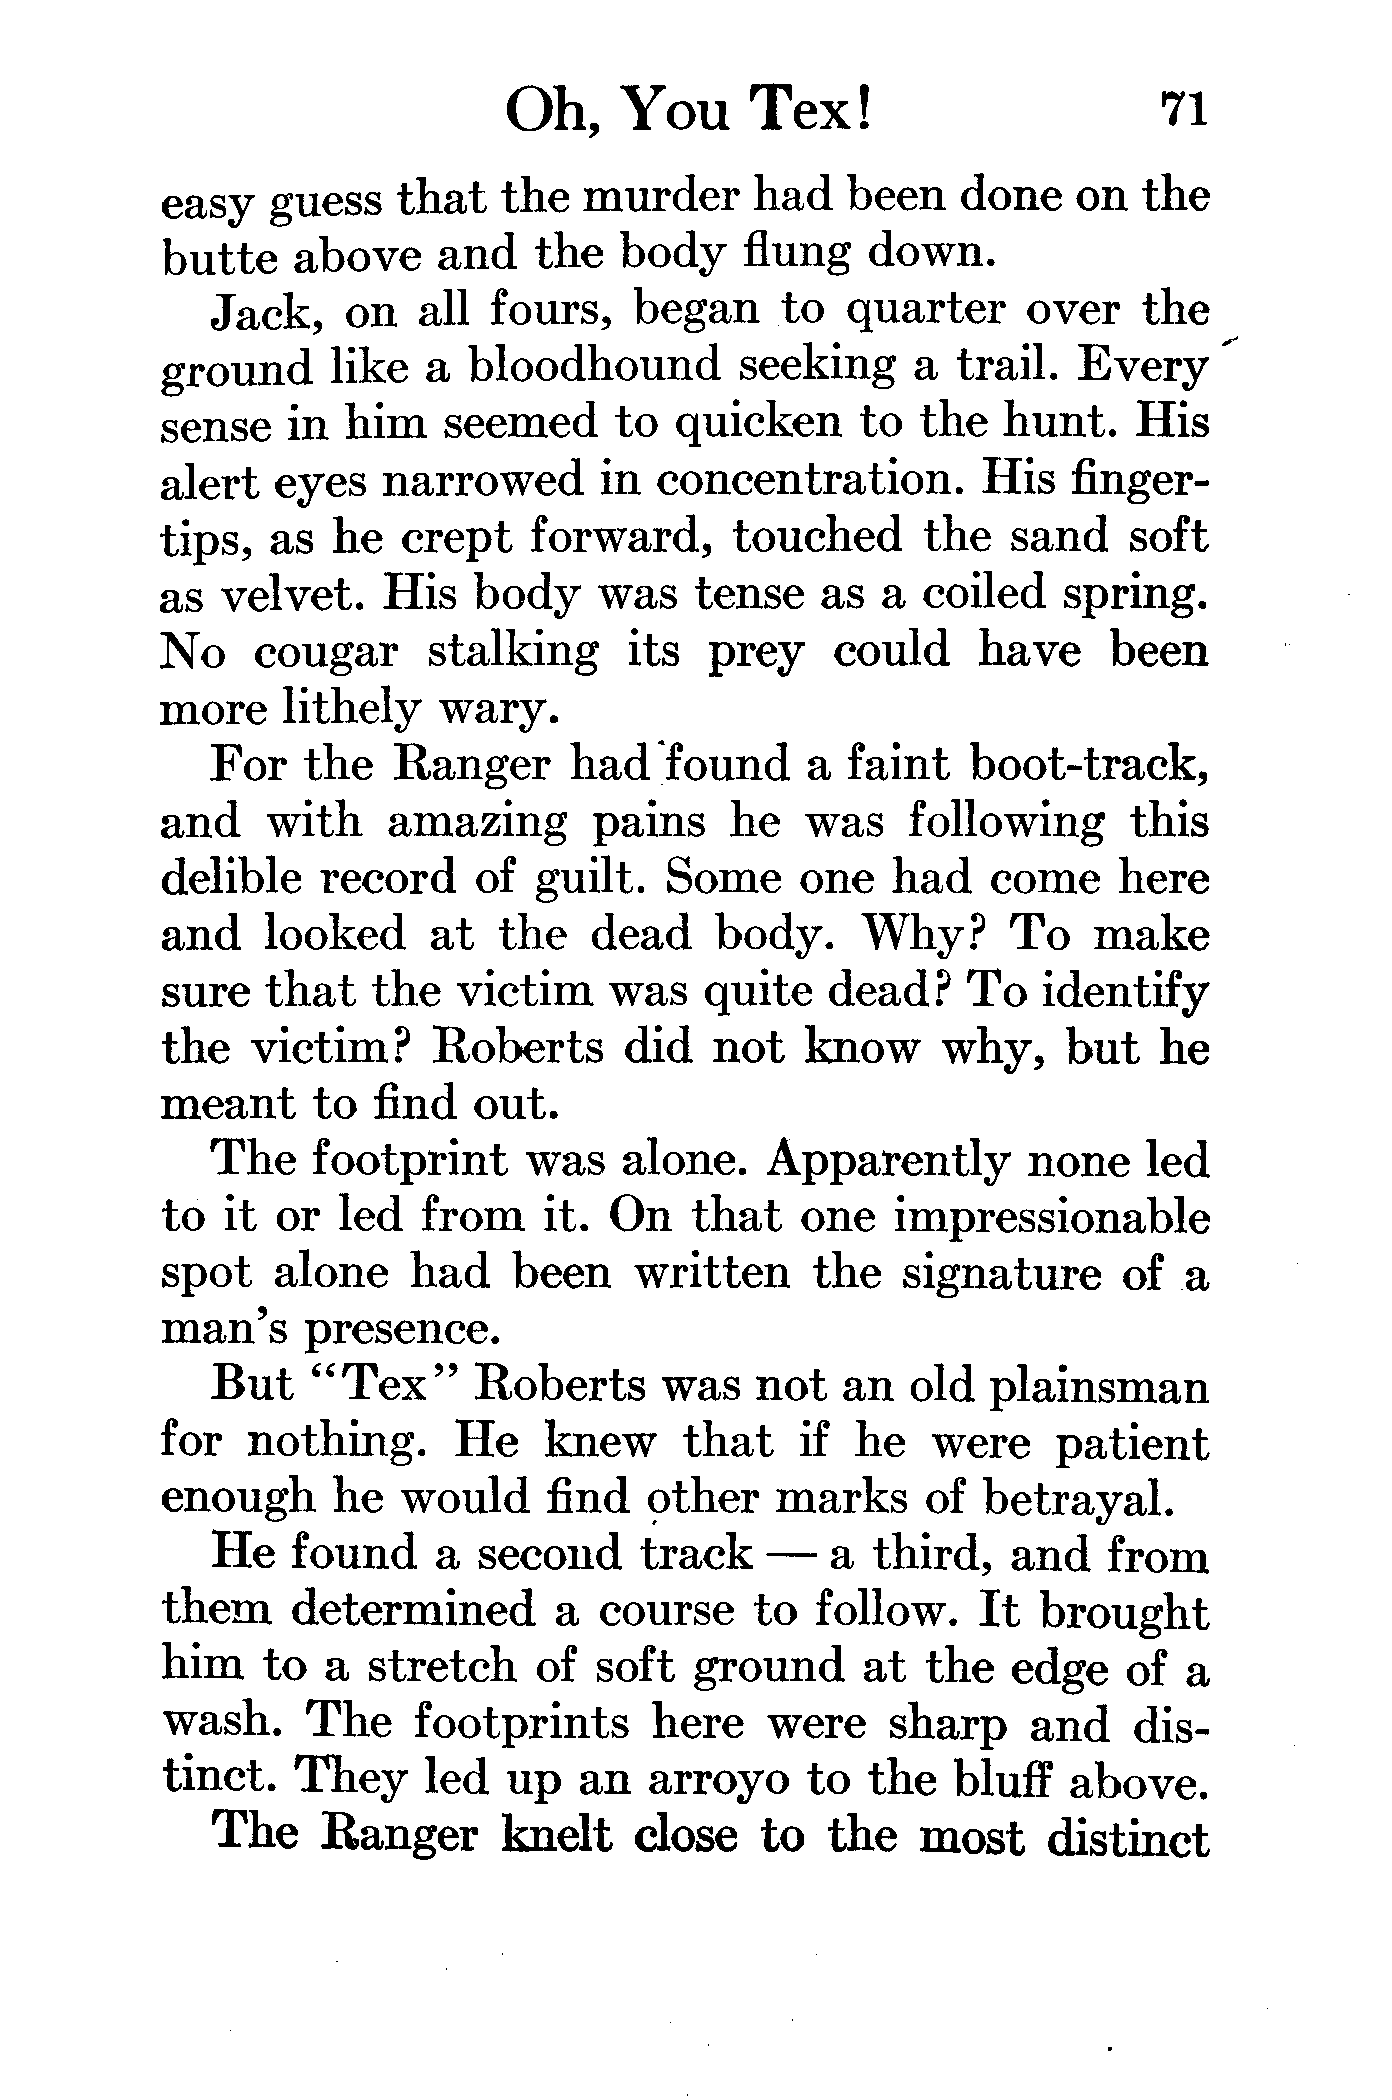 Oh, You Tex! 71
easy guess that the murder had been done on the
butte above and the body flung down.
Jack, on all fours, began to quarter over the
ground like a bloodhound seeking a trail. Every
sense in him seemed to quicken to the hunt. His
alert eyes narrowed in concentration. His finger-
tips, as he crept forward, touched the sand soft
as velvet. His body was tense as a coiled spring.
No cougar stalking its prey could have been
more lithely wary.
For the Ranger had found a faint boot-track,
and with amazing pains he was following this
delible record of guilt. Some one had come here
and looked at the dead body. Why? To make
sure that the victim was quite dead? To identify
the victim? Roberts did not know why, but he
meant to find out.
The footprint was alone. Apparently none led
to it or led from it. On that one impressionable
spot alone had been written the signature of a
man's presence.
But "Tex" Roberts was not an old plainsman
for nothing. He knew that if he were patient
enough he would find other marks of betrayal.
He found a second track — a third, and from
them determined a course to follow. It brought
him to a stretch of soft ground at the edge of a
wash. The footprints here were sharp and dis-
tinct. They led up an arroyo to the bluff above.
The Ranger knelt close to the most distinct